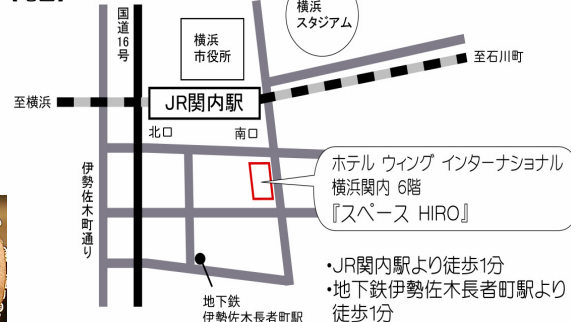 国道16号
横浜
市役所
横浜
スタジアム
至石川町
至横浜
JR関内駅
北口
南口
伊勢佐木町通り
ホテル ウィング インターナショナル
横浜関内 6階
『スペース HIRO』
・JR関内駅より徒歩1分
・地下鉄伊勢佐木長者町駅より
徒歩1分
地下鉄
伊勢佐木長者町駅